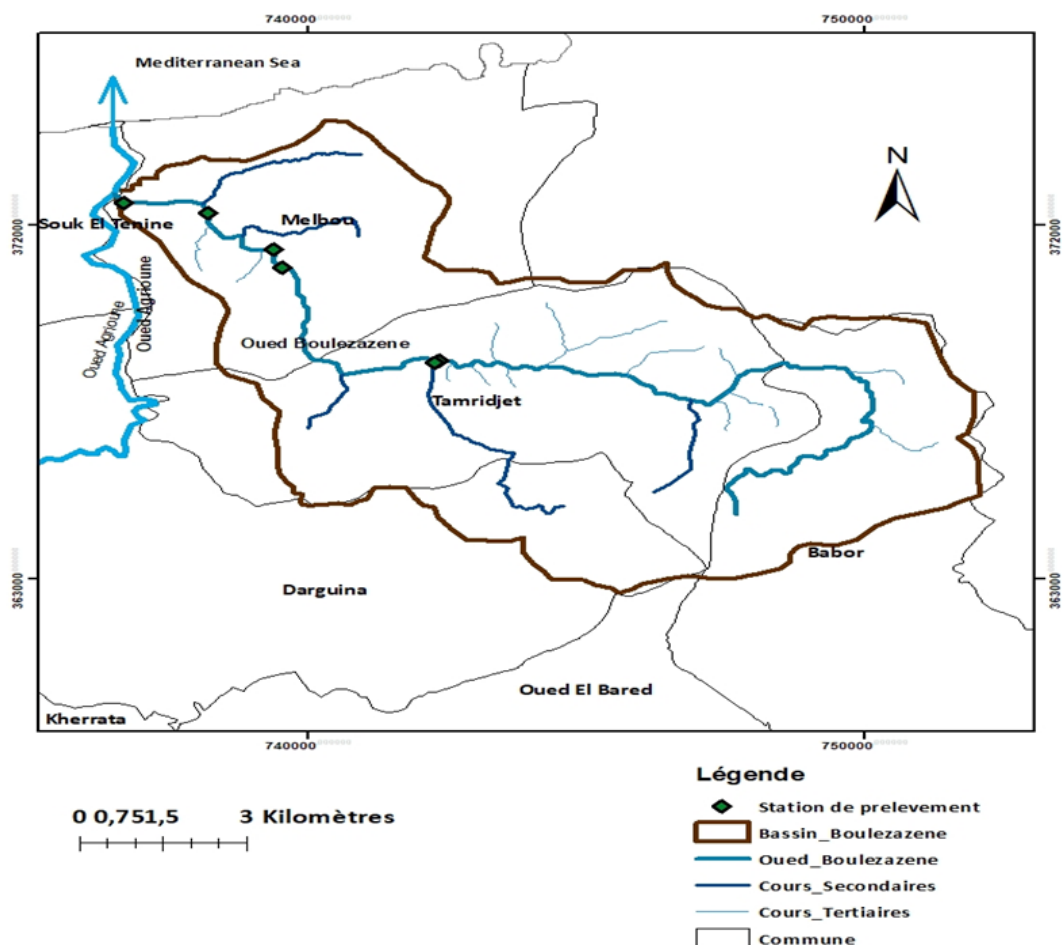 740000
750000
Mediterranean Sea
N
372000
372000
Souk El Tenine
Melbou
Oued Agrioune
Oued Agrioune
Oued Boulezazene
Tamridjet
Babor
363000
363000
Darguina
Oued El Bared
Kherrata
740000
750000
Légende
0 0,751,5 3 Kilomètres
Station de prelevement
Bassin_Boulezazene
Oued_Boulezazene
Cours_Secondaires
Cours_Tertiaires
Commune